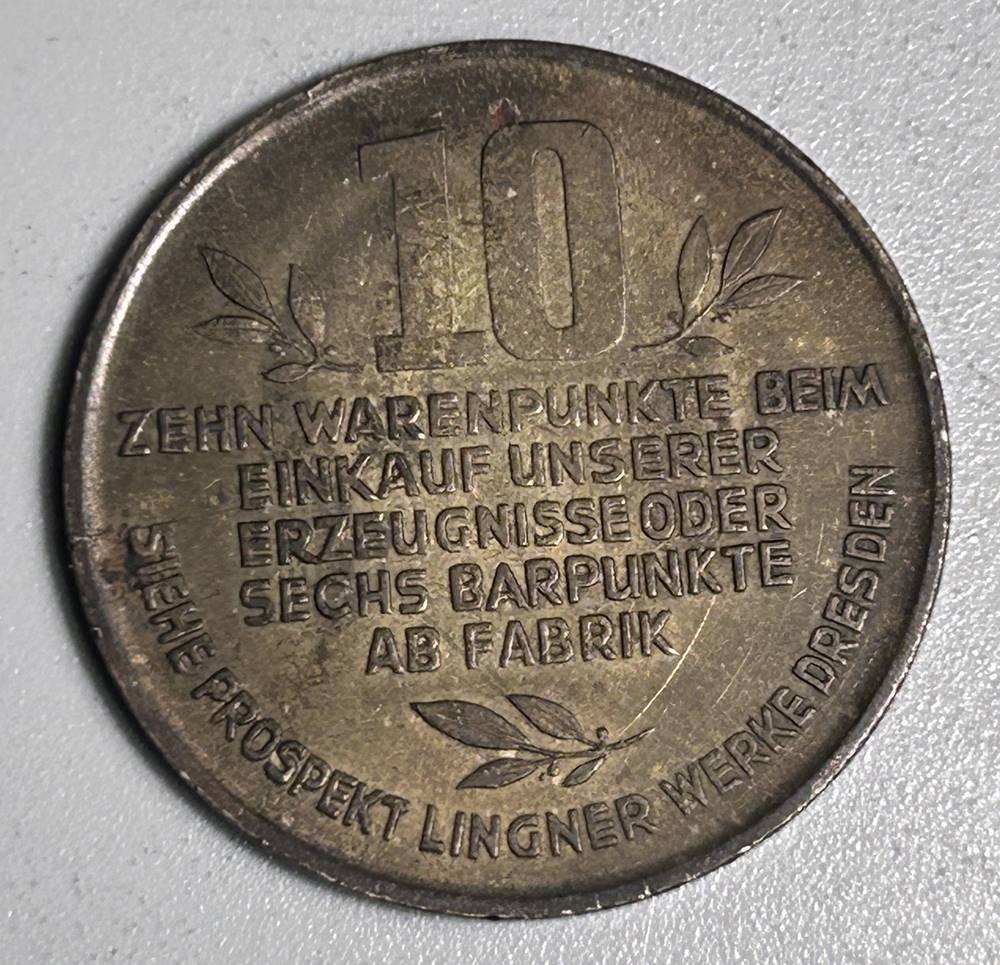 10
ZEHN WARENPUNKTE BEIM
EINKAUF UNSERER
ERZEUGNISSE ODER
SECHS BARPUNKTE
AB FABRIK
SIEHE PROSPEKT LINGNER WERKE DRESDEN